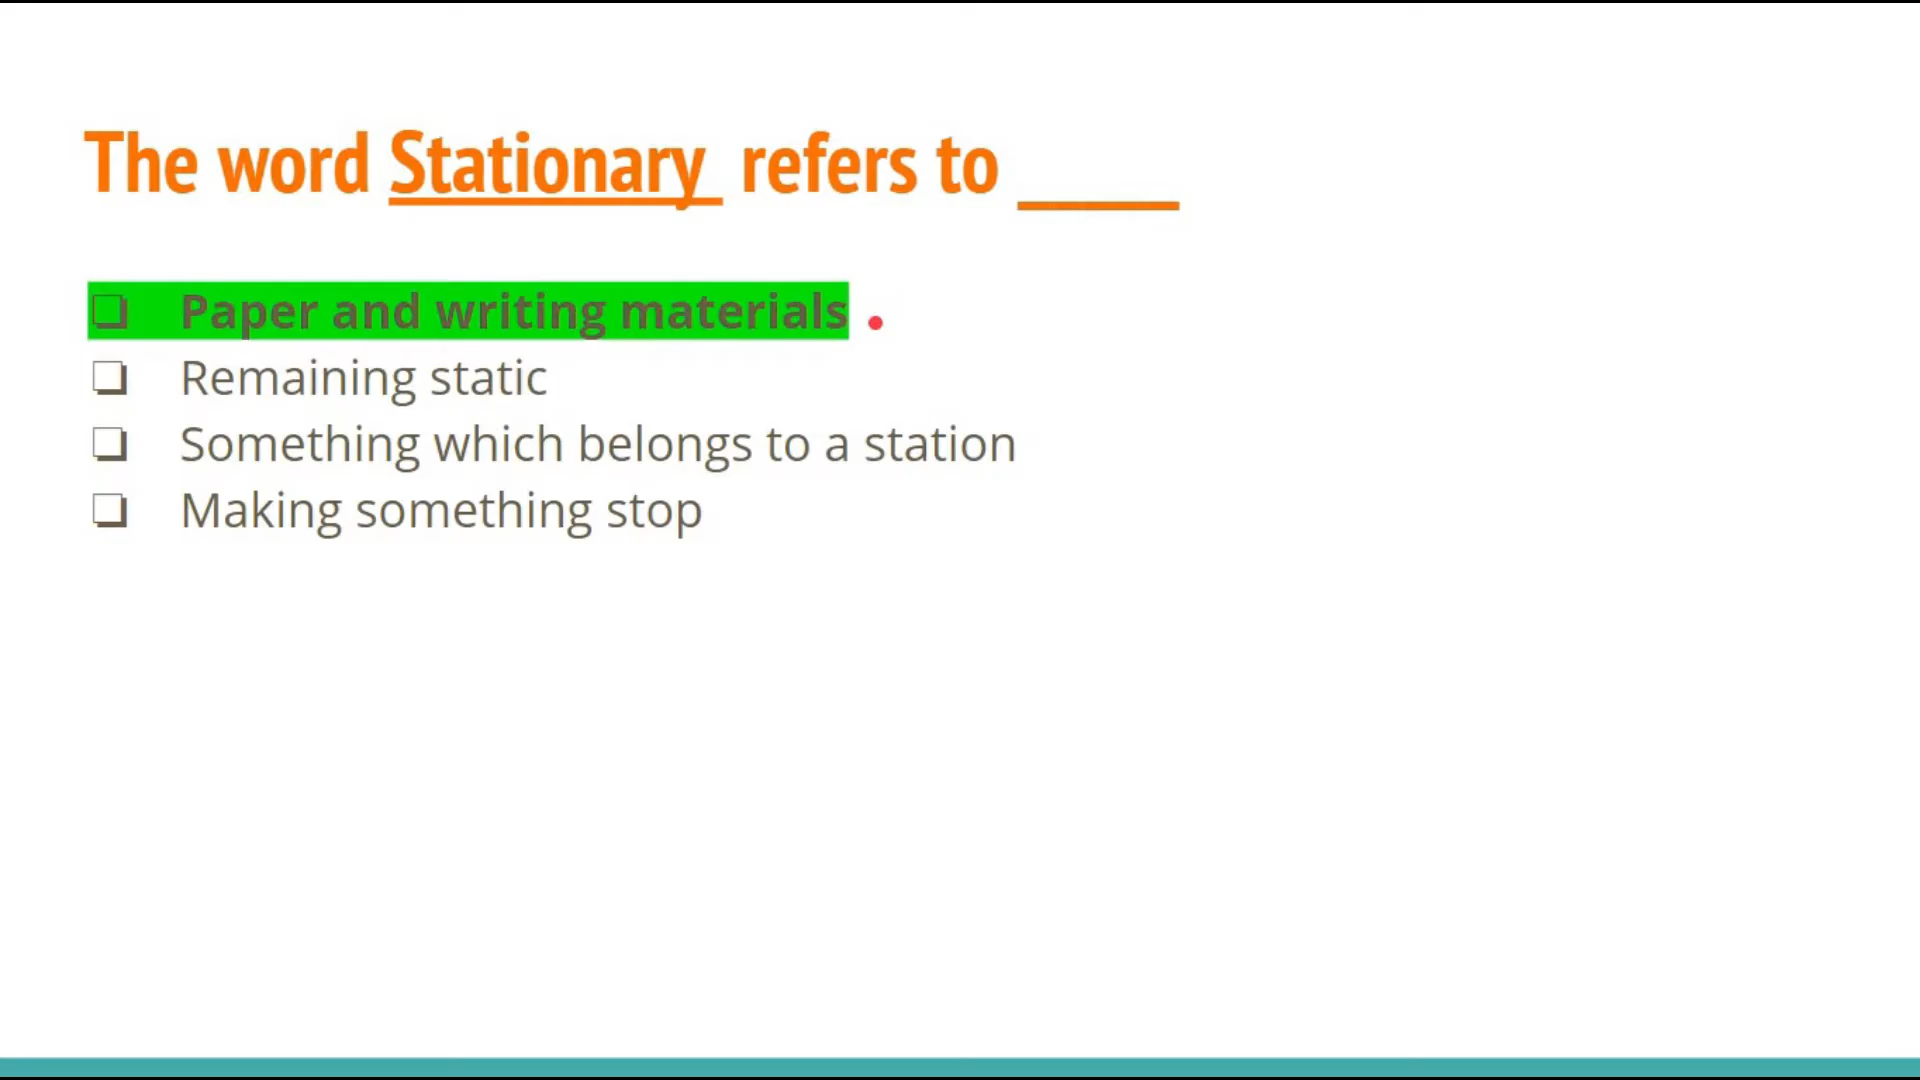 The word Stationary refers to ____
❏ Paper and writing materials
❏ Remaining static
❏ Something which belongs to a station
❏ Making something stop